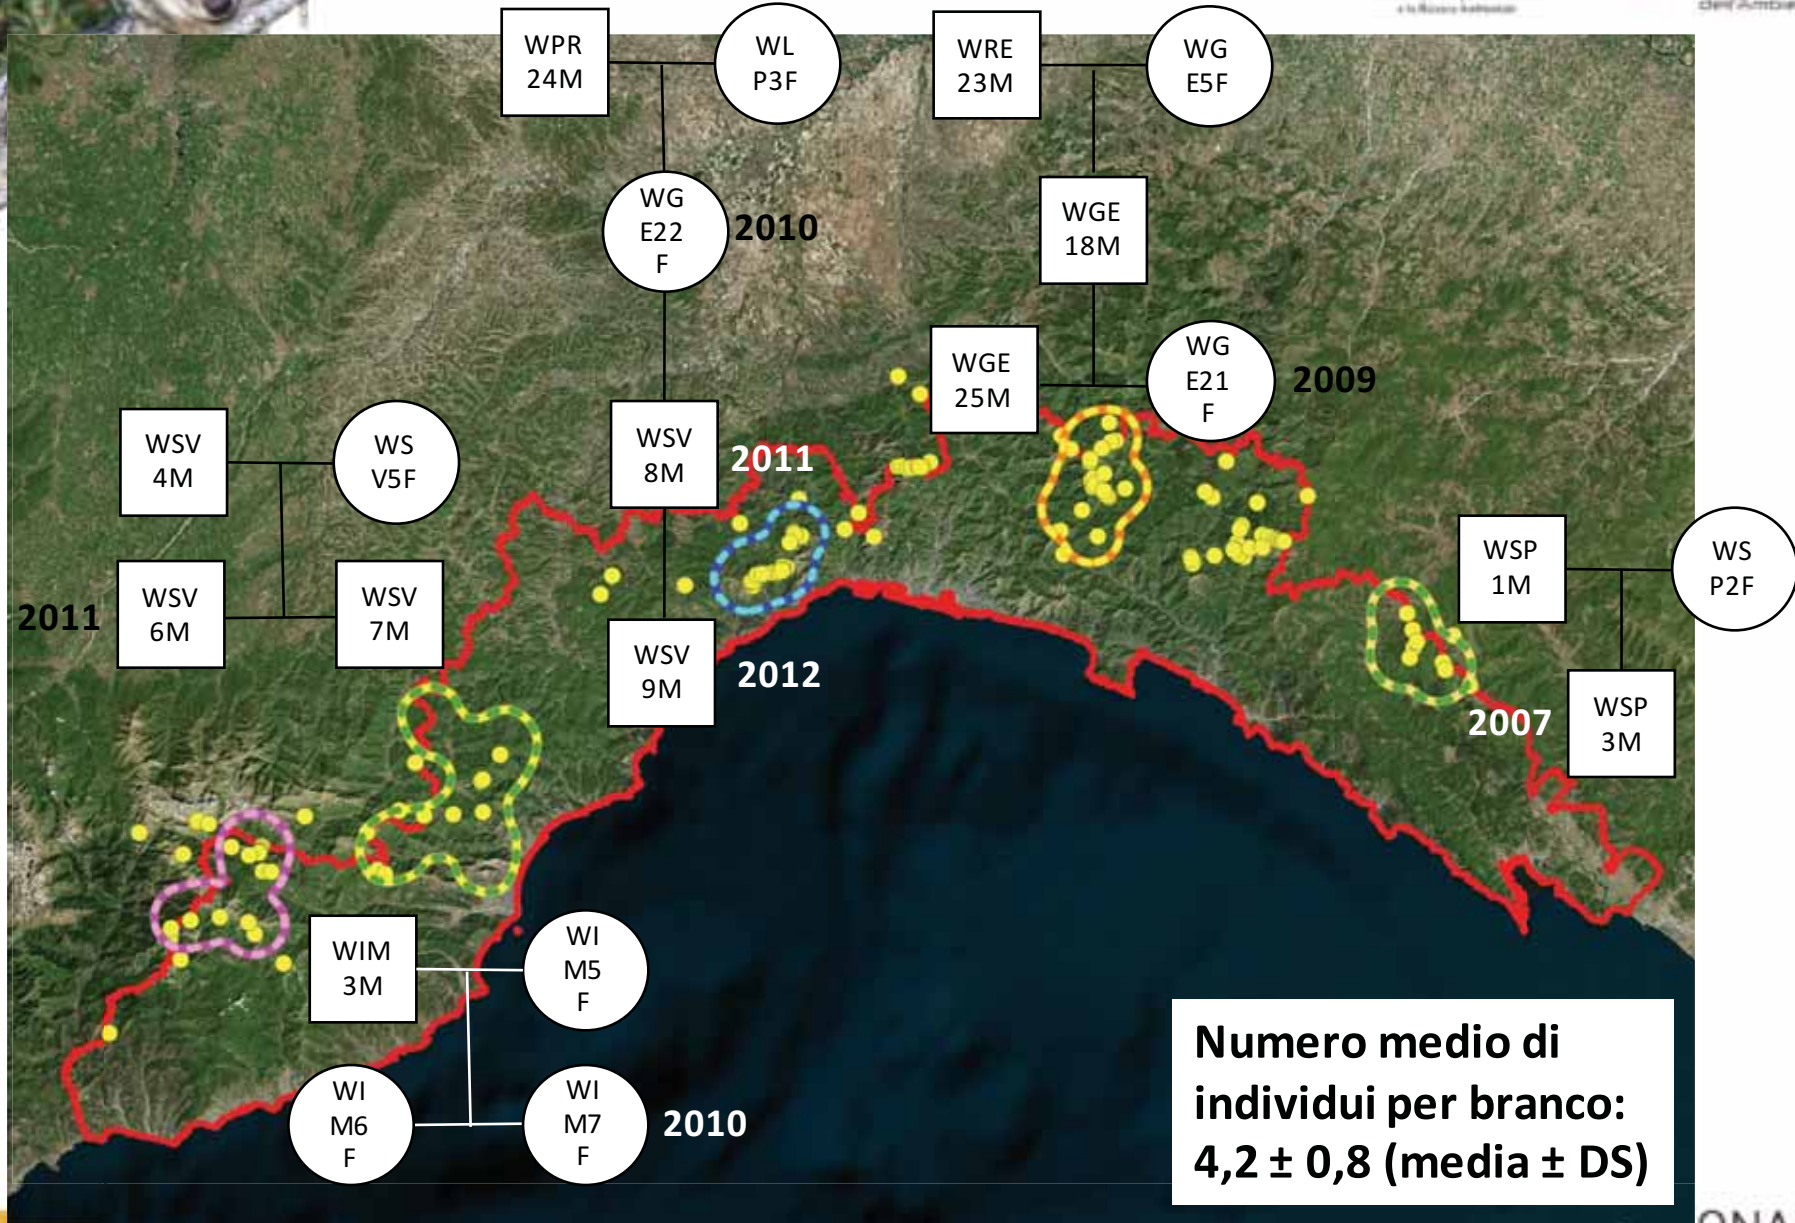 dell'Ambie
WPR
24M
WL
P3F
WRE
23M
WG
E5F
WG
E22
F
2010
WGE
18M
WGE
25M
WG
E21
F
2009
WSV
4M
WS
V5F
WSV
8M
2011
2011
WSV
6M
WSV
7M
WSV
9M
2012
WSP
1M
WS
P2F
2007
WSP
3M
WIM
3M
WI
M5
F
WI
M6
F
WI
M7
F
2010
Numero medio di
individui per branco:
4,2 ± 0,8 (media ± DS)
ONA